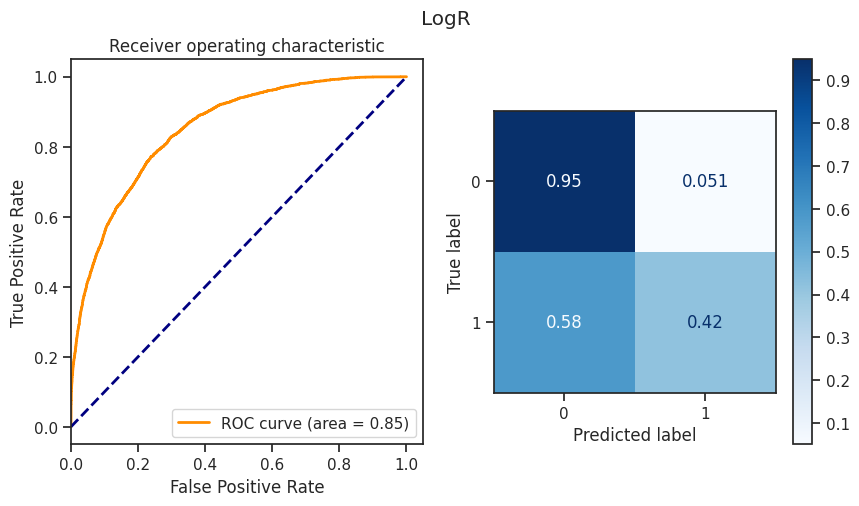 LogR
Receiver operating characteristic
True Positive Rate
1.0
0.8
0.6
0.4
0.2
0.0
0.0 0.2 0.4 0.6 0.8 1.0
False Positive Rate
ROC curve (area = 0.85)
True label
0
1
0.95 0.051
0.58 0.42
0 1
Predicted label
0.9
0.8
0.7
0.6
0.5
0.4
0.3
0.2
0.1